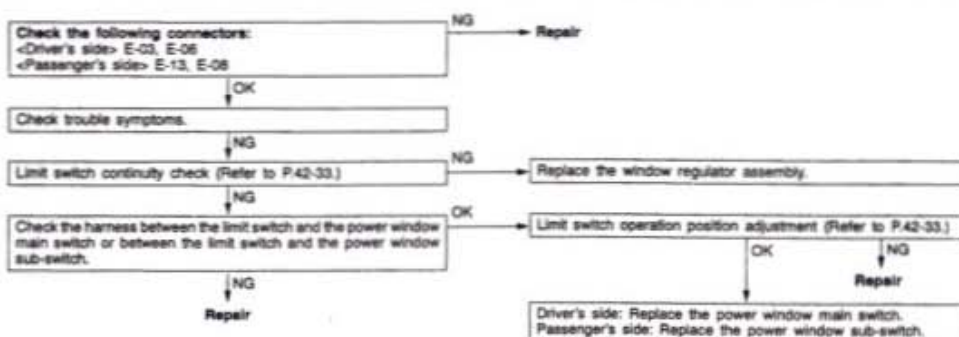 Check the following connectors:
<Driver's side> E-03, E-06
<Passenger's side> E-13, E-08
NG
Repair
OK
Check trouble symptoms.
NG
Limit switch continuity check (Refer to P.42-33.)
NG
Replace the window regulator assembly.
NG
Check the harness between the limit switch and the power window
main switch or between the limit switch and the power window
sub-switch.
OK
Limit switch operation position adjustment (Refer to P.42-33.)
NG
Repair
OK
NG
Repair
Driver's side: Replace the power window main switch.
Passenger's side: Replace the power window sub-switch.